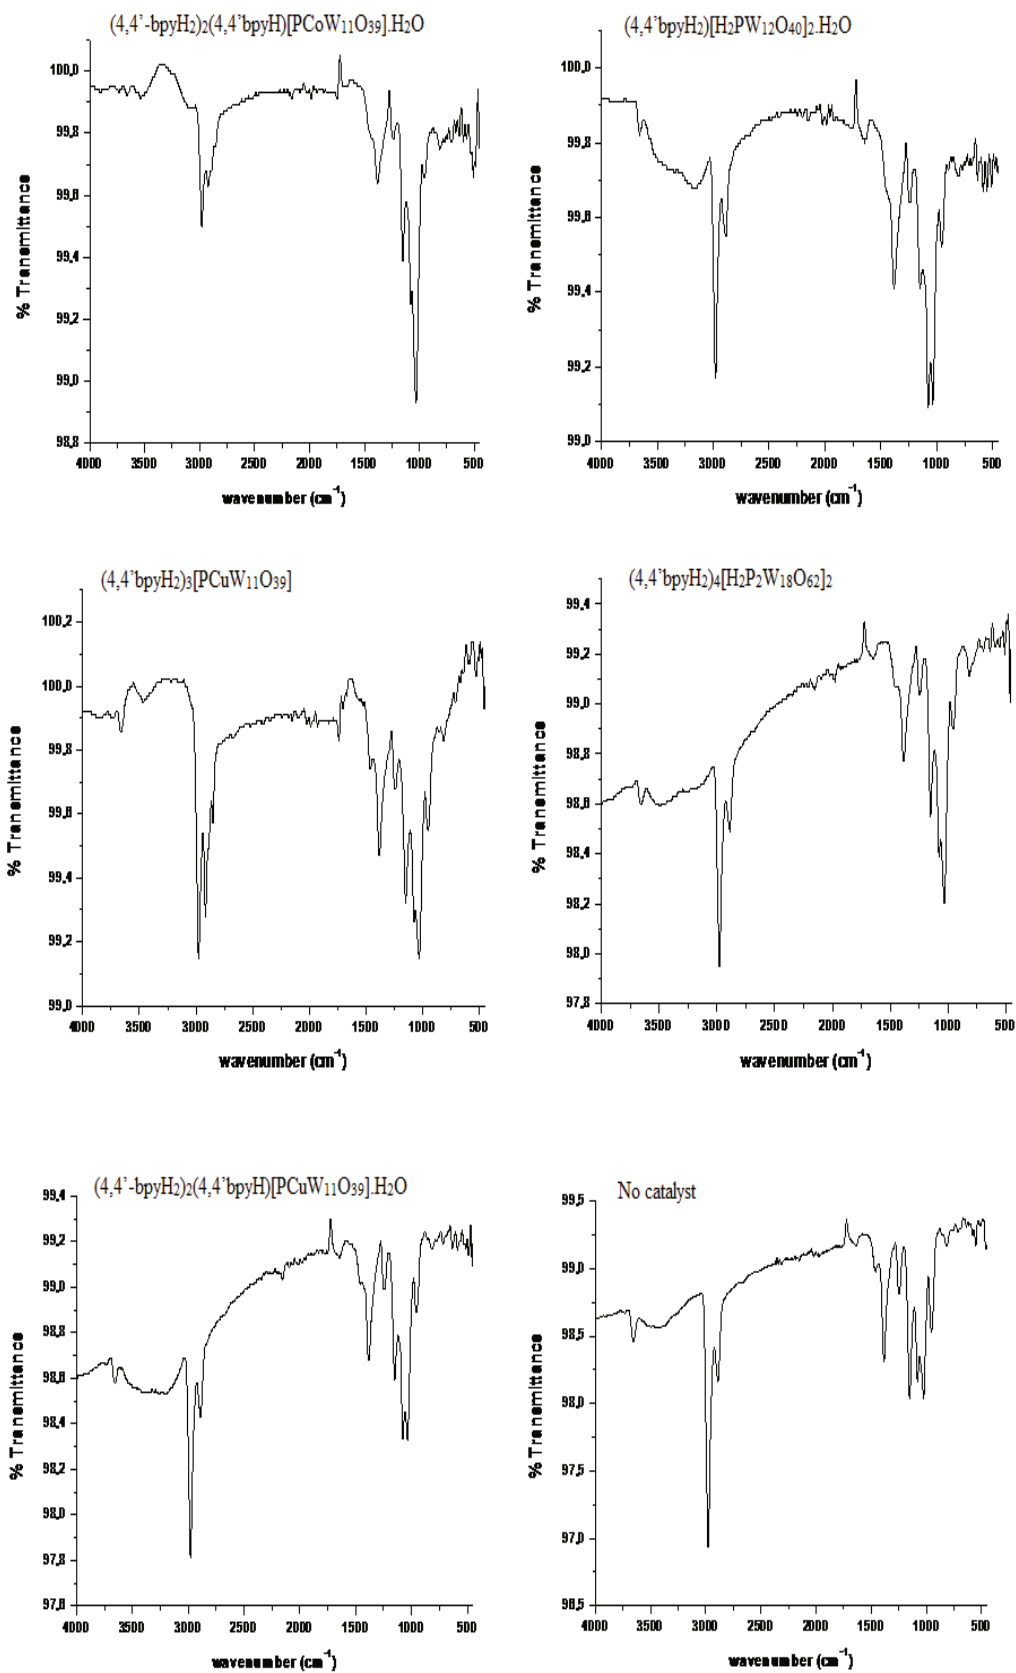 (4,4'-bpyH2)2(4,4'bpyH)[PCoW11O39].H2O
100,0
99,8
99,6
99,4
99,2
99,0
98,8
% Transmittance
4000 3500 3000 2500 2000 1500 1000 500
wavenumber (cm-1)
(4,4'bpyH2)[H2PW12O40]2.H2O
100,0
99,8
99,6
99,4
99,2
99,0
% Transmittance
4000 3500 3000 2500 2000 1500 1000 500
wavenumber (cm-1)
(4,4'bpyH2)3[PCuW11O39]
100,2
100,0
99,8
99,6
99,4
99,2
99,0
% Transmittance
4000 3500 3000 2500 2000 1500 1000 500
wavenumber (cm-1)
(4,4'bpyH2)4[H2P2W18O62]2
99,4
99,2
99,0
98,8
98,6
98,4
98,2
98,0
97,8
% Transmittance
4000 3500 3000 2500 2000 1500 1000 500
wavenumber (cm-1)
(4,4'-bpyH2)2(4,4'bpyH)[PCuW11O39].H2O
99,4
99,2
99,0
98,8
98,6
98,4
98,2
98,0
97,8
97,6
% Transmittance
4000 3500 3000 2500 2000 1500 1000 500
wavenumber (cm-1)
No catalyst
99,5
99,0
98,5
98,0
97,5
97,0
98,5
% Transmittance
4000 3500 3000 2500 2000 1500 1000 500
wavenumber (cm-1)